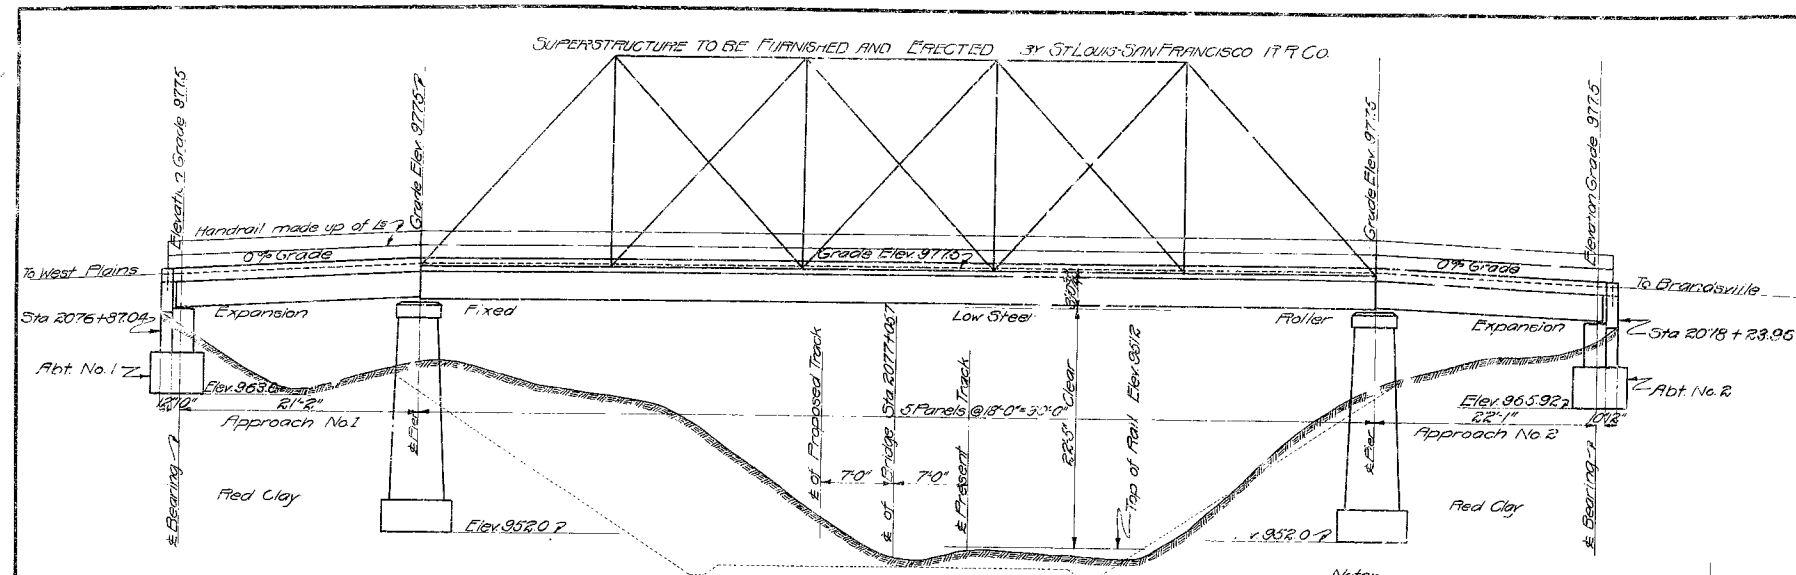 SUPERSTRUCTURE TO BE FURNISHED AND ERECTED BY ST LOUIS-SAN FRANCISCO R R CO.
Elevation Grade 977.5
Grade Elev. 977.5
Grade Elev. 977.5
Elevation Grade 977.5
Handrail made up of Ls
0% Grade
Grade Elev. 977.5
0% Grade
To West Plains
To Brandsville
Expansion
Fixed
Low Steel
Roller
Expansion
Sta 2076+87.04
Sta 2078+23.96
Abt. No. 1
Abt. No. 2
Elev. 963.0
Elev. 965.92
21'-2"
5 Panels @ 18'-0"=
22'-1"
Approach No. 1
Approach No. 2
℄ Pier
℄ Pier
℄ of Proposed Track
℄ of Bridge Sta 2077+05.7
℄ Present Track
22'-5" Clear
Top of Rail Elev. 951.2
7'-0"
7'-0"
℄ Bearing
℄ Bearing
Red Clay
Red Clay
Elev. 952.0
v. 952.0